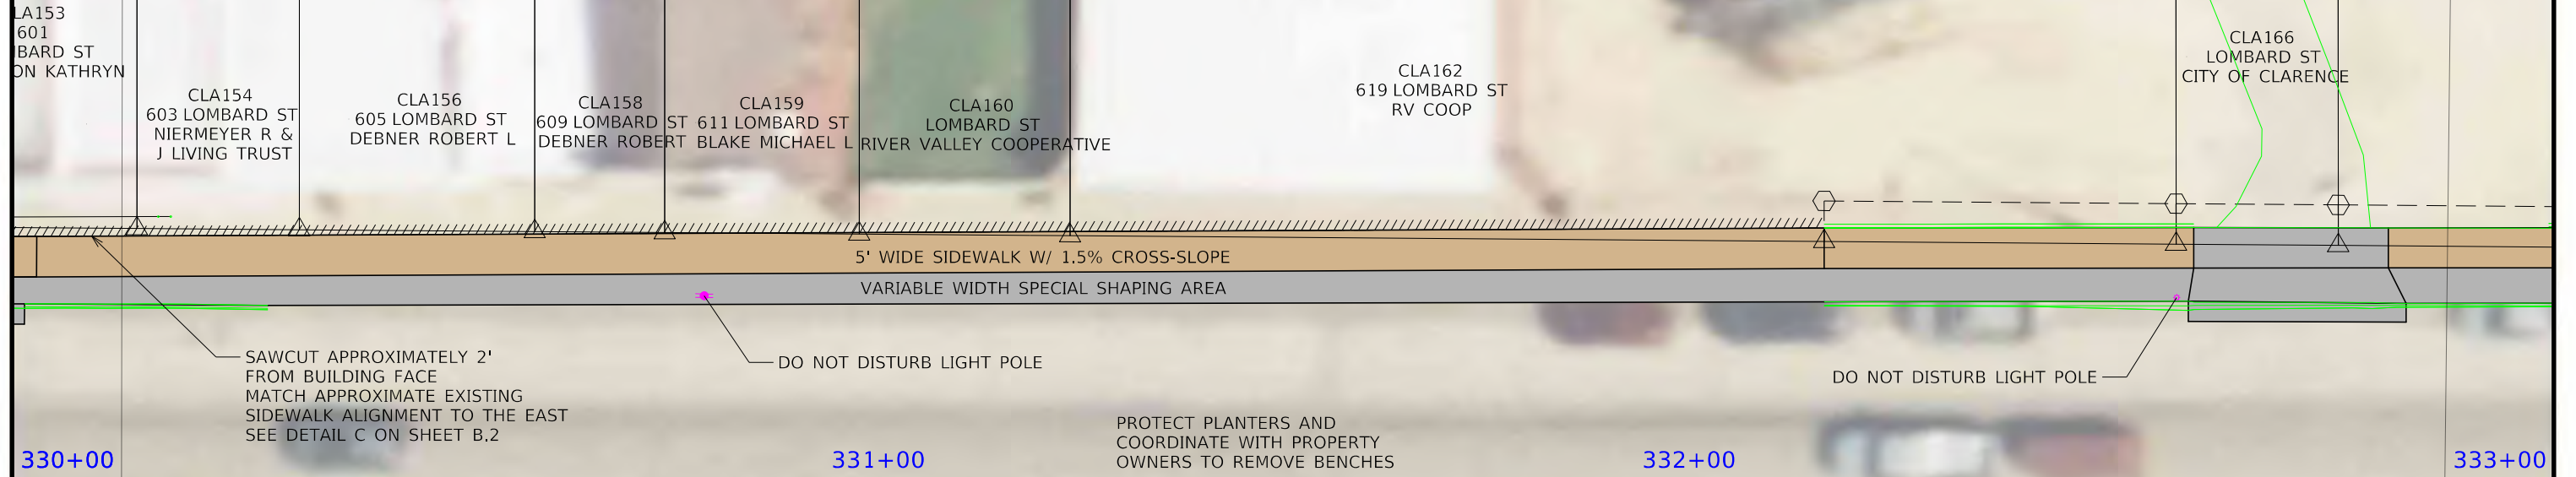 LA153
601
BARD ST
ON KATHRYN
CLA154
603 LOMBARD ST
NIERMEYER R &
J LIVING TRUST
CLA156
605 LOMBARD ST
DEBNER ROBERT L
CLA158
609 LOMBARD ST
DEBNER ROBERT
CLA159
611 LOMBARD ST
BLAKE MICHAEL L
CLA160
LOMBARD ST
RIVER VALLEY COOPERATIVE
CLA162
619 LOMBARD ST
RV COOP
CLA166
LOMBARD ST
CITY OF CLARENCE
5' WIDE SIDEWALK W/ 1.5% CROSS-SLOPE
VARIABLE WIDTH SPECIAL SHAPING AREA
SAWCUT APPROXIMATELY 2'
FROM BUILDING FACE
MATCH APPROXIMATE EXISTING
SIDEWALK ALIGNMENT TO THE EAST
SEE DETAIL C ON SHEET B.2
DO NOT DISTURB LIGHT POLE
PROTECT PLANTERS AND
COORDINATE WITH PROPERTY
OWNERS TO REMOVE BENCHES
DO NOT DISTURB LIGHT POLE
330+00
331+00
332+00
333+00